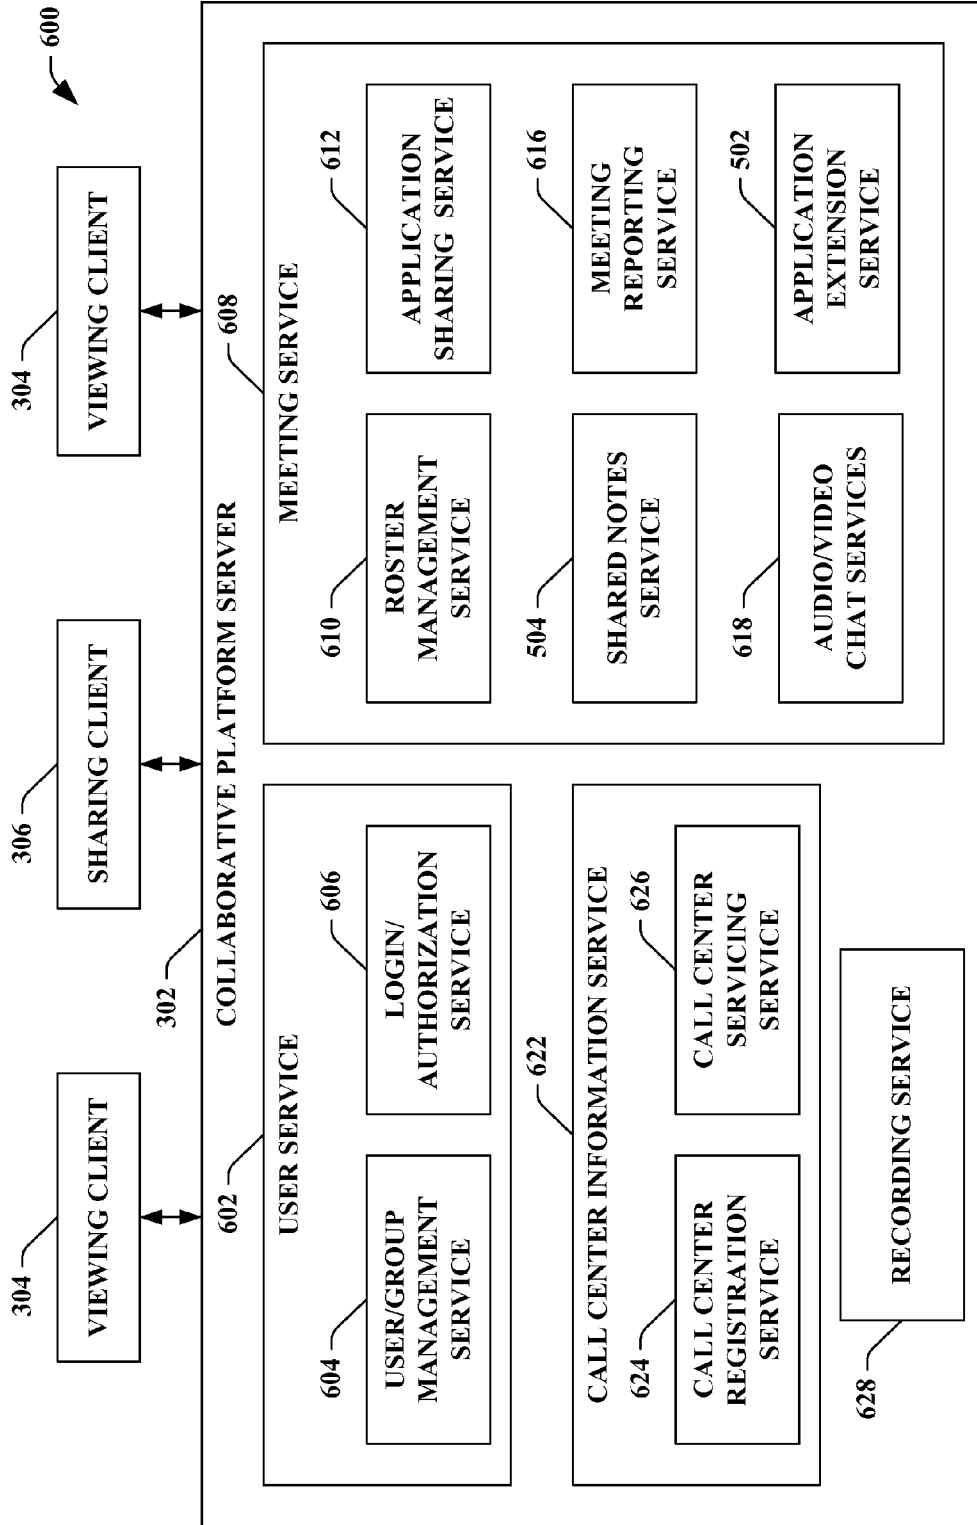 600
304
306
304
VIEWING CLIENT
SHARING CLIENT
VIEWING CLIENT
302
COLLABORATIVE PLATFORM SERVER
602
USER SERVICE
604
USER/GROUP
MANAGEMENT
SERVICE
606
LOGIN/
AUTHORIZATION
SERVICE
622
CALL CENTER INFORMATION SERVICE
624
CALL CENTER
REGISTRATION
SERVICE
626
CALL CENTER
SERVICING
SERVICE
628
RECORDING SERVICE
608
MEETING SERVICE
610
ROSTER
MANAGEMENT
SERVICE
612
APPLICATION
SHARING SERVICE
504
SHARED NOTES
SERVICE
616
MEETING
REPORTING
SERVICE
618
AUDIO/VIDEO
CHAT SERVICES
502
APPLICATION
EXTENSION
SERVICE